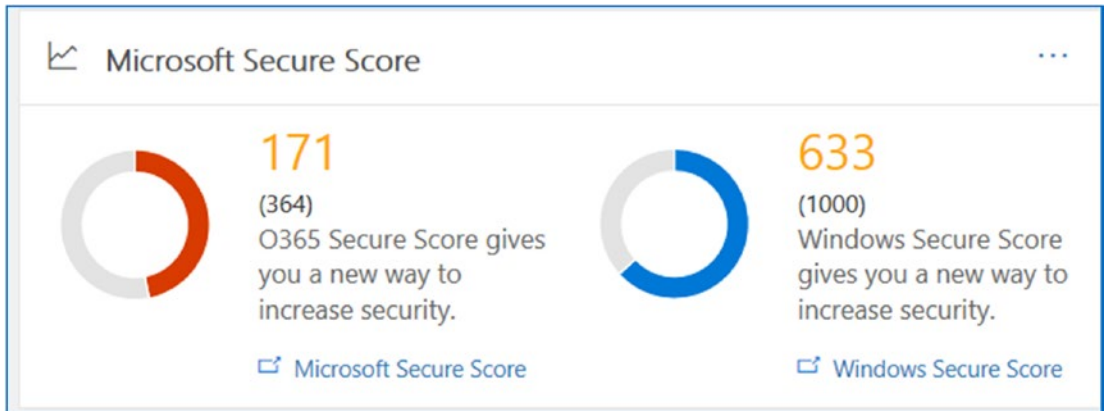 Microsoft Secure Score
...
171
(364)
O365 Secure Score gives
you a new way to
increase security.
Microsoft Secure Score
633
(1000)
Windows Secure Score
gives you a new way to
increase security.
Windows Secure Score